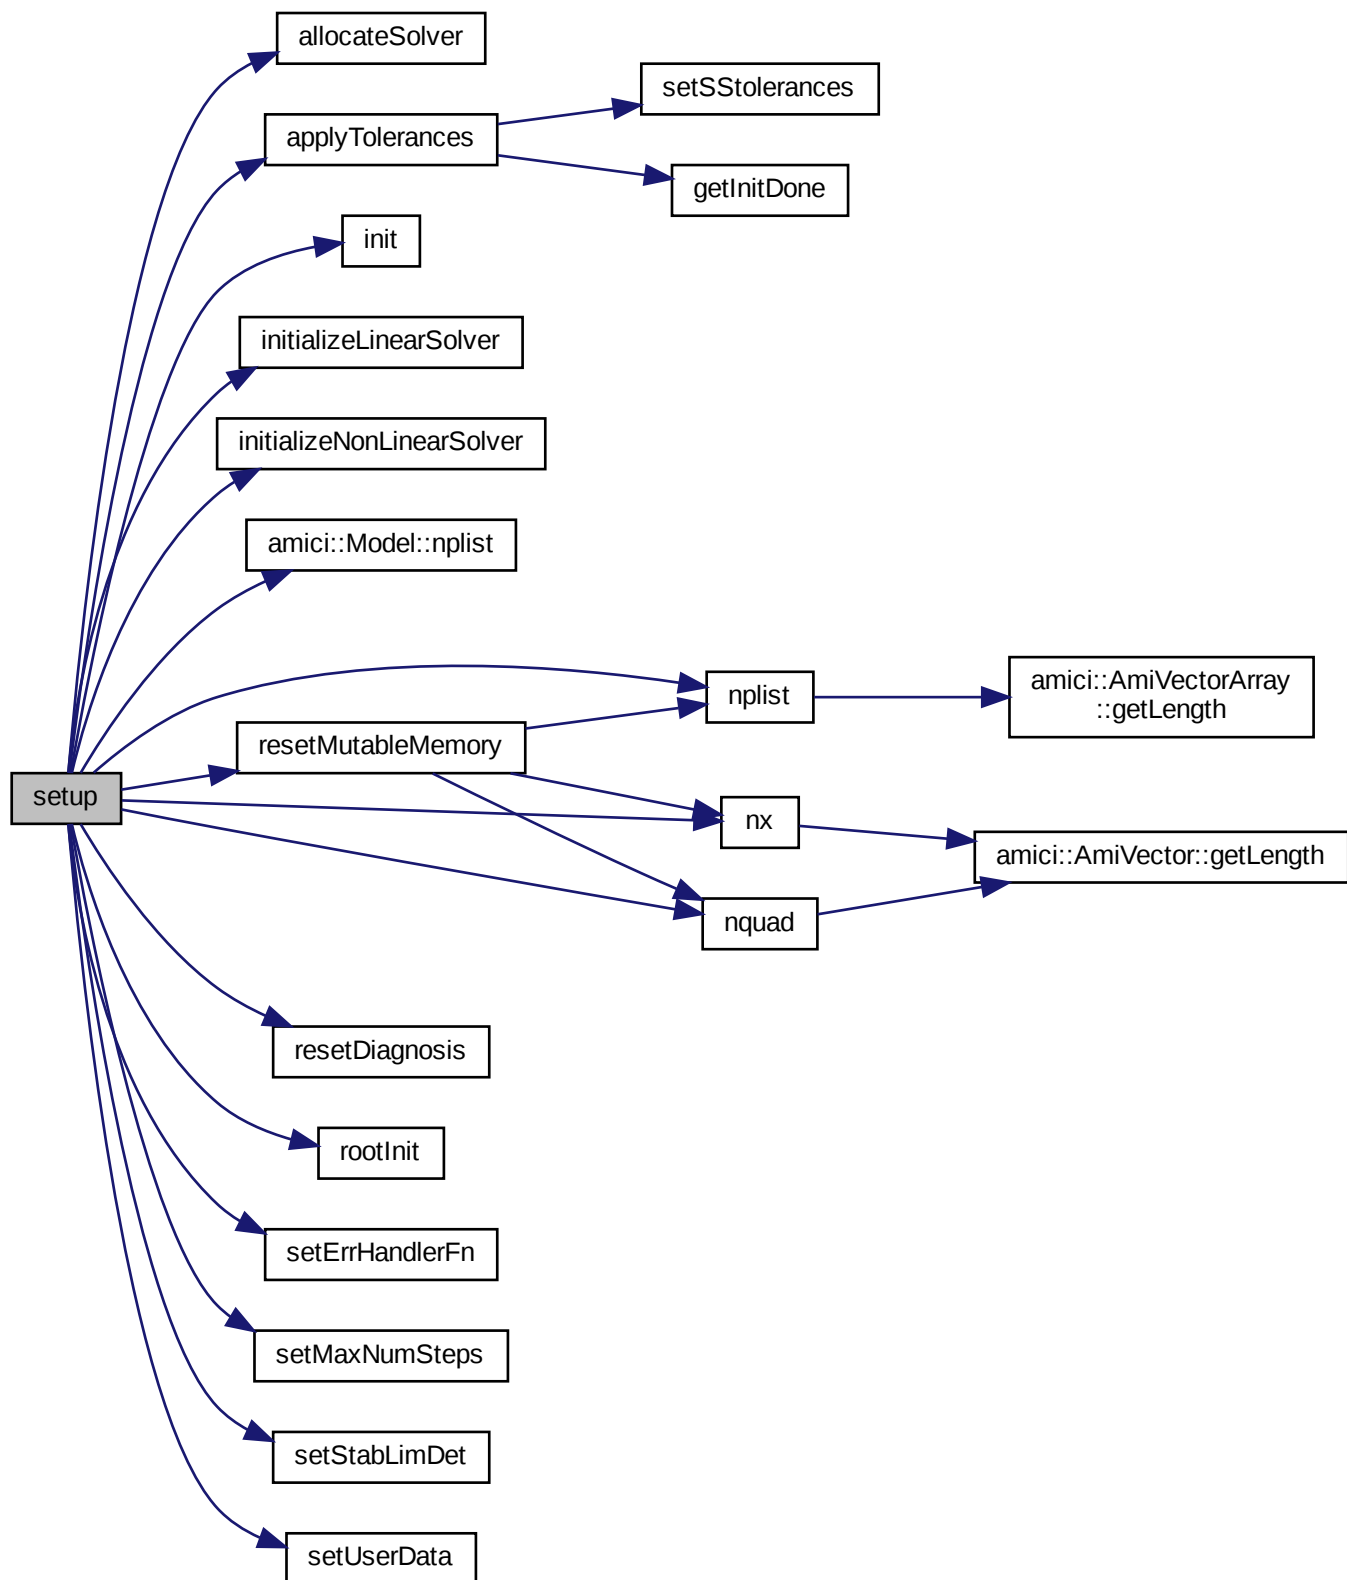 allocateSolver
setSStolerances
applyTolerances
getInitDone
init
initializeLinearSolver
initializeNonLinearSolver
amici::Model::nplist
nplist
amici::AmiVectorArray
::getLength
resetMutableMemory
setup
nx
amici::AmiVector::getLength
nquad
resetDiagnosis
rootInit
setErrHandlerFn
setMaxNumSteps
setStabLimDet
setUserData